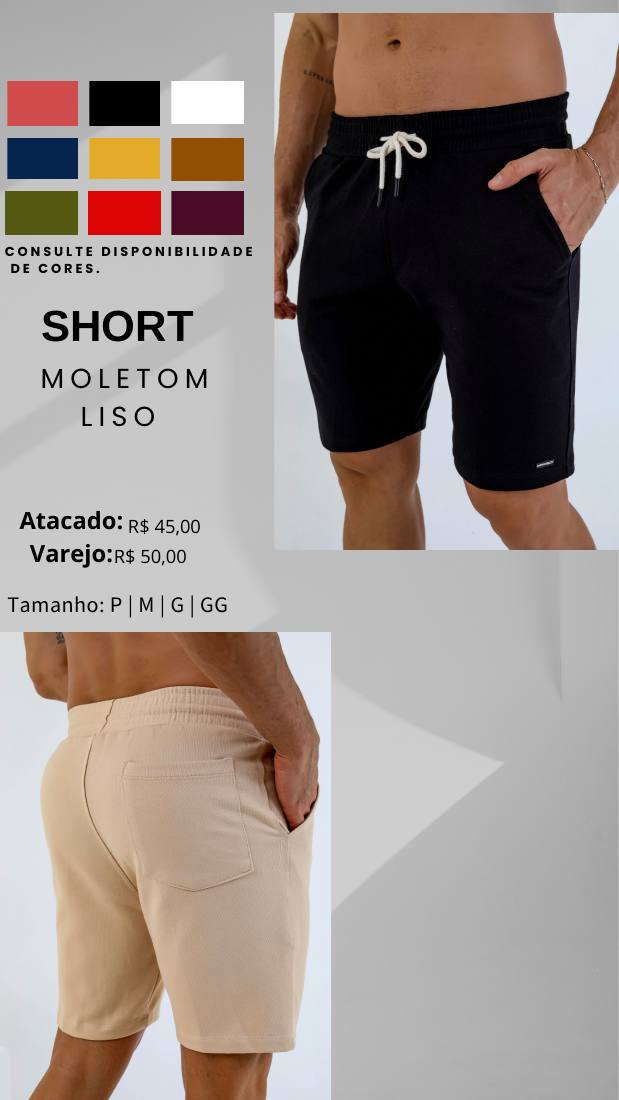 CONSULTE DISPONIBILIDADE
DE CORES.
SHORT
MOLETOM
LISO
Atacado: R$ 45,00
Varejo:R$ 50,00
Tamanho: P | M | G | GG